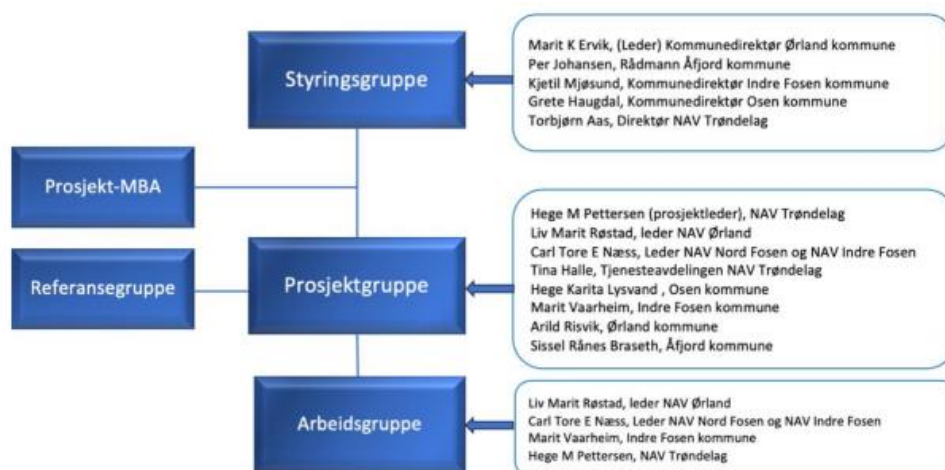 Styringsgruppe
Marit K Ervik, (Leder) Kommunedirektør Ørland kommune
Per Johansen, Rådmann Åfjord kommune
Kjetil Mjøsund, Kommunedirektør Indre Fosen kommune
Grete Haugdal, Kommunedirektør Osen kommune
Torbjørn Aas, Direktør NAV Trøndelag
Prosjekt-MBA
Referansegruppe
Prosjektgruppe
Hege M Pettersen (prosjektleder), NAV Trøndelag
Liv Marit Røstad, leder NAV Ørland
Carl Tore E Næss, Leder NAV Nord Fosen og NAV Indre Fosen
Tina Halle, Tjenesteavdelingen NAV Trøndelag
Hege Karita Lysvand , Osen kommune
Marit Vaarheim, Indre Fosen kommune
Arild Risvik, Ørland kommune
Sissel Rånes Braseth, Åfjord kommune
Arbeidsgruppe
Liv Marit Røstad, leder NAV Ørland
Carl Tore E Næss, Leder NAV Nord Fosen og NAV Indre Fosen
Marit Vaarheim, Indre Fosen kommune
Hege M Pettersen, NAV Trøndelag